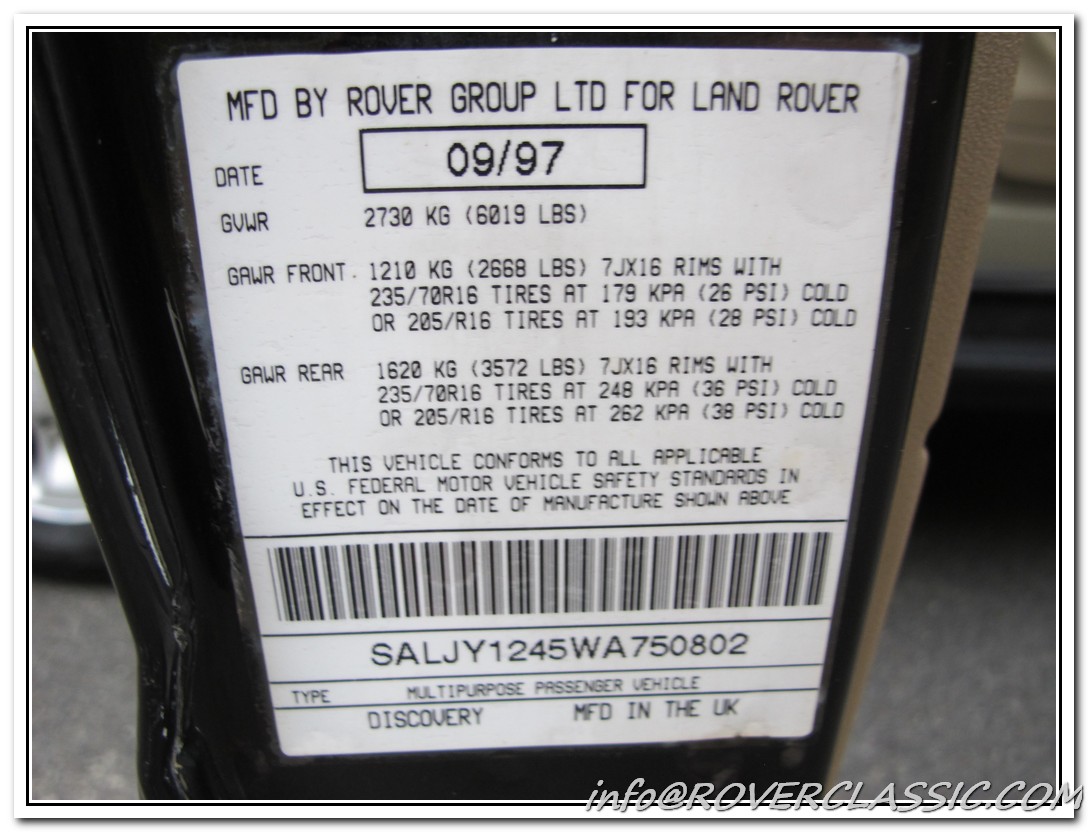 MFD BY ROVER GROUP LTD FOR LAND ROVER
DATE 09/97
GVWR 2730 KG (6019 LBS)
GAWR FRONT. 1210 KG (2668 LBS) 7JX16 RIMS WITH
235/70R16 TIRES AT 179 KPA (26 PSI) COLD
OR 205/R16 TIRES AT 193 KPA (28 PSI) COLD
GAWR REAR 1620 KG (3572 LBS) 7JX16 RIMS WITH
235/70R16 TIRES AT 248 KPA (36 PSI) COLD
OR 205/R16 TIRES AT 262 KPA (38 PSI) COLD
THIS VEHICLE CONFORMS TO ALL APPLICABLE
U.S. FEDERAL MOTOR VEHICLE SAFETY STANDARDS IN
EFFECT ON THE DATE OF MANUFACTURE SHOWN ABOVE
SALJY1245WA750802
TYPE MULTIPURPOSE PASSENGER VEHICLE
DISCOVERY MFD IN THE UK
info@ROVERCLASSIC.COM